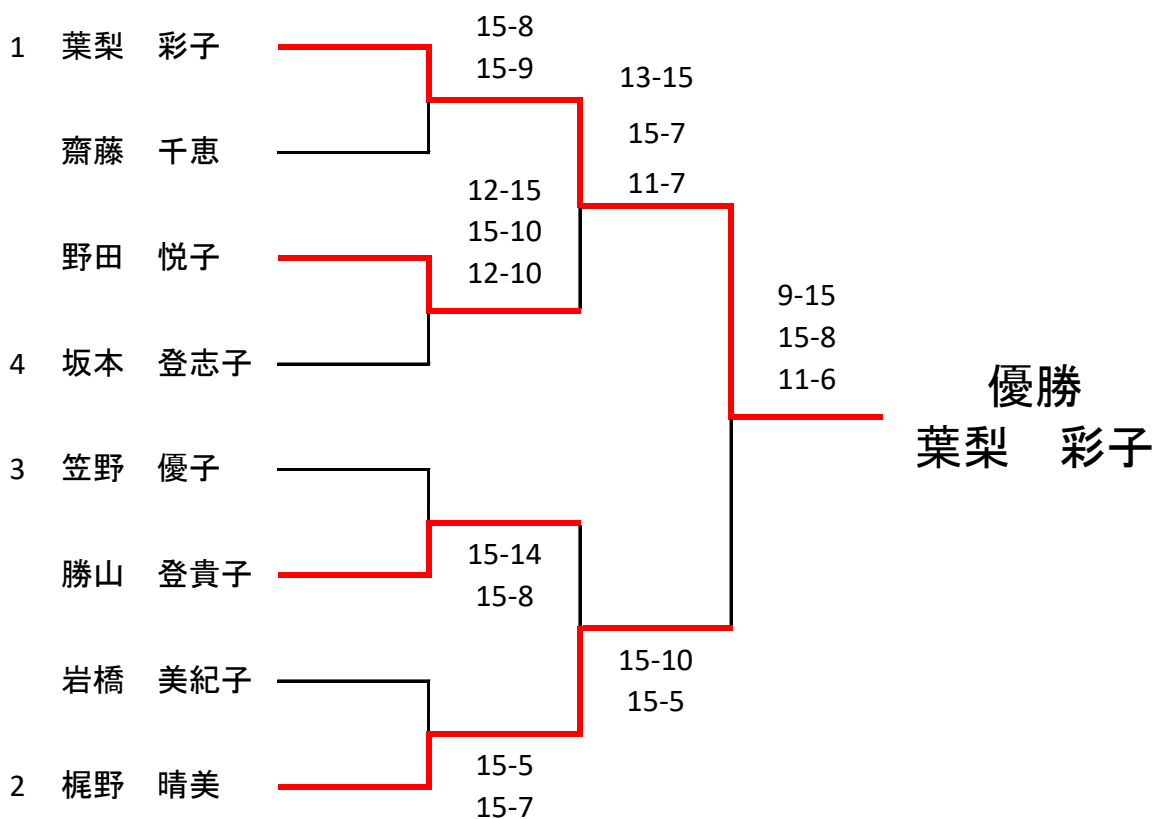 1 葉梨 彩子
15-8
15-9
齋藤 千恵
13-15
15-7
11-7
野田 悦子
12-15
15-10
12-10
4 坂本 登志子
9-15
15-8
11-6
優勝
葉梨 彩子
3 笠野 優子
勝山 登貴子
15-14
15-8
岩橋 美紀子
15-10
15-5
2 梶野 晴美
15-5
15-7